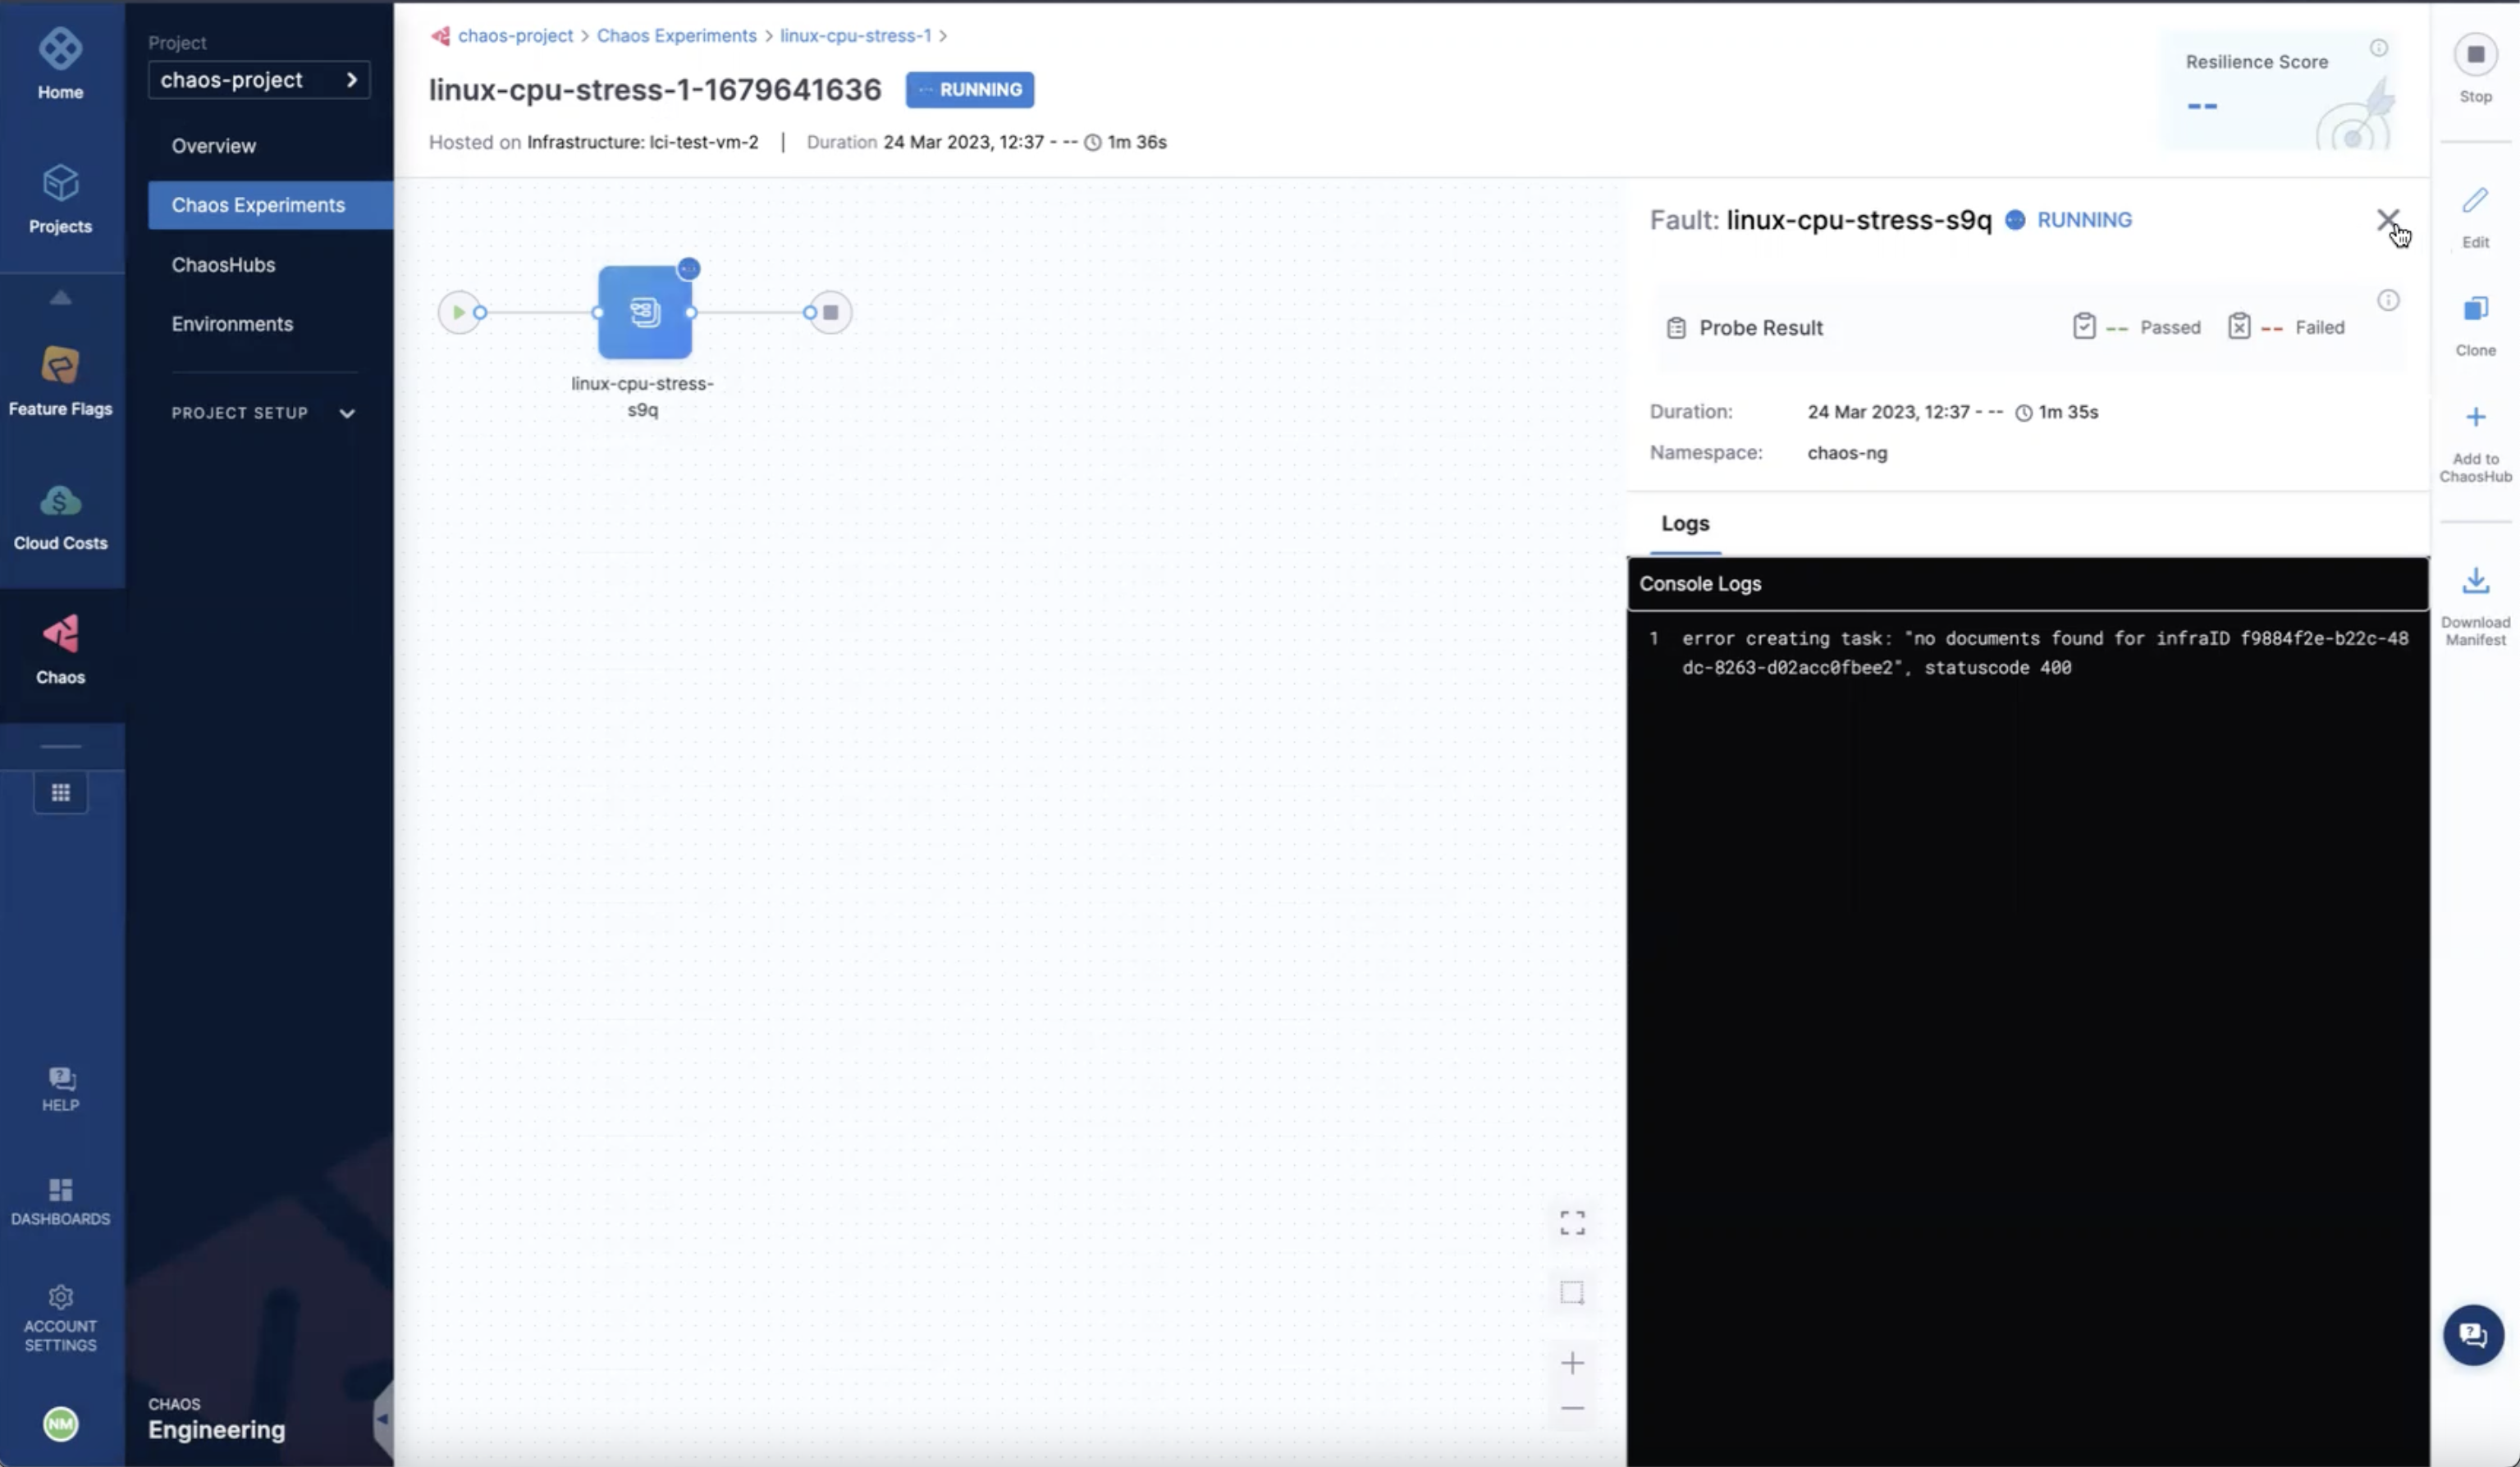 Home
Projects
Feature Flags
Cloud Costs
Chaos
HELP
DASHBOARDS
ACCOUNT
SETTINGS
NM
Project
chaos-project
Overview
Chaos Experiments
ChaosHubs
Environments
PROJECT SETUP
CHAOS
Engineering
chaos-project > Chaos Experiments > linux-cpu-stress-1 >
linux-cpu-stress-1-1679641636 RUNNING
Hosted on Infrastructure: lci-test-vm-2 | Duration 24 Mar 2023, 12:37 - -- 1m 36s
Resilience Score
--
linux-cpu-stress-
s9q
Fault: linux-cpu-stress-s9q RUNNING
Probe Result -- Passed -- Failed
Duration: 24 Mar 2023, 12:37 - -- 1m 35s
Namespace: chaos-ng
Logs
Console Logs
1 error creating task: "no documents found for infraID f9884f2e-b22c-48
dc-8263-d02acc0fbee2", statuscode 400
Stop
Edit
Clone
Add to
ChaosHub
Download
Manifest